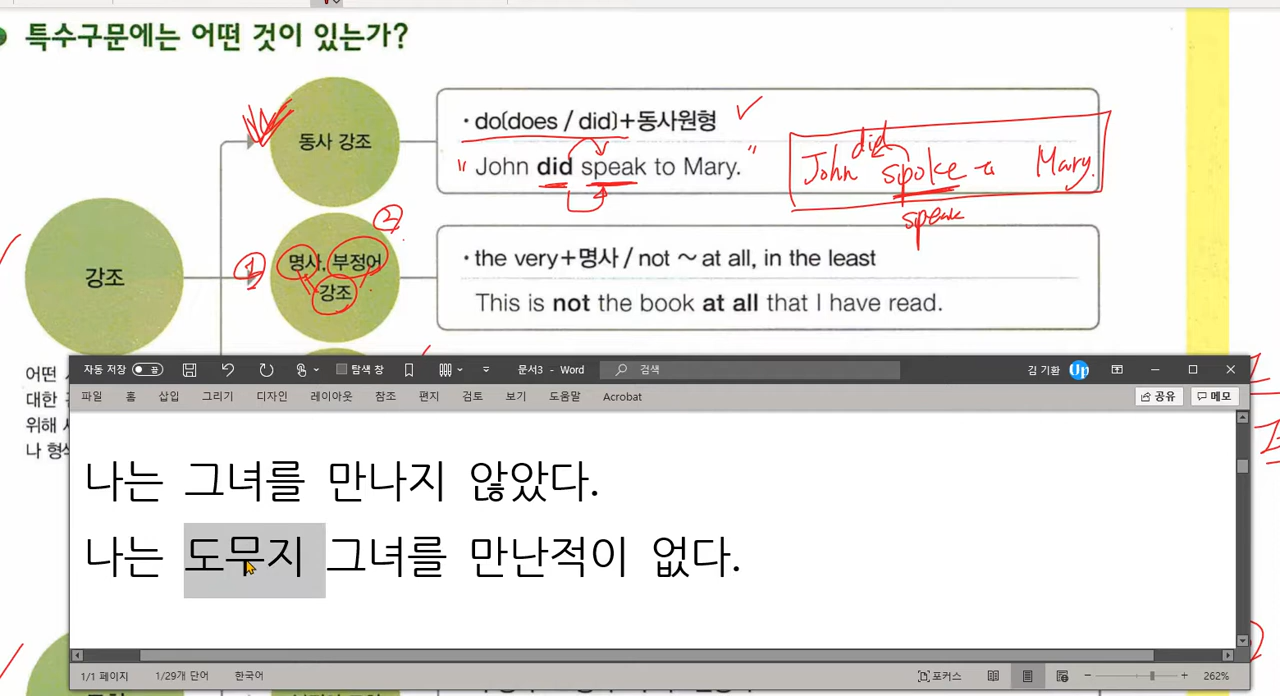 특수구문에는 어떤 것이 있는가?
동사 강조
· do(does / did)+동사원형
" John did speak to Mary. "
did
John spoke to Mary.
speak
②
①
명사, 부정어
강조
강조
· the very+명사 / not ~ at all, in the least
This is not the book at all that I have read.
어떤
대한
위해
나 형
자동 저장 끔 탐색 창 문서3 - Word 검색 김 기환 Up
파일 홈 삽입 그리기 디자인 레이아웃 참조 편지 검토 보기 도움말 Acrobat 공유 메모
나는 그녀를 만나지 않았다.
나는 도무지 그녀를 만난적이 없다.
1/1 페이지 1/29개 단어 한국어 포커스 262%